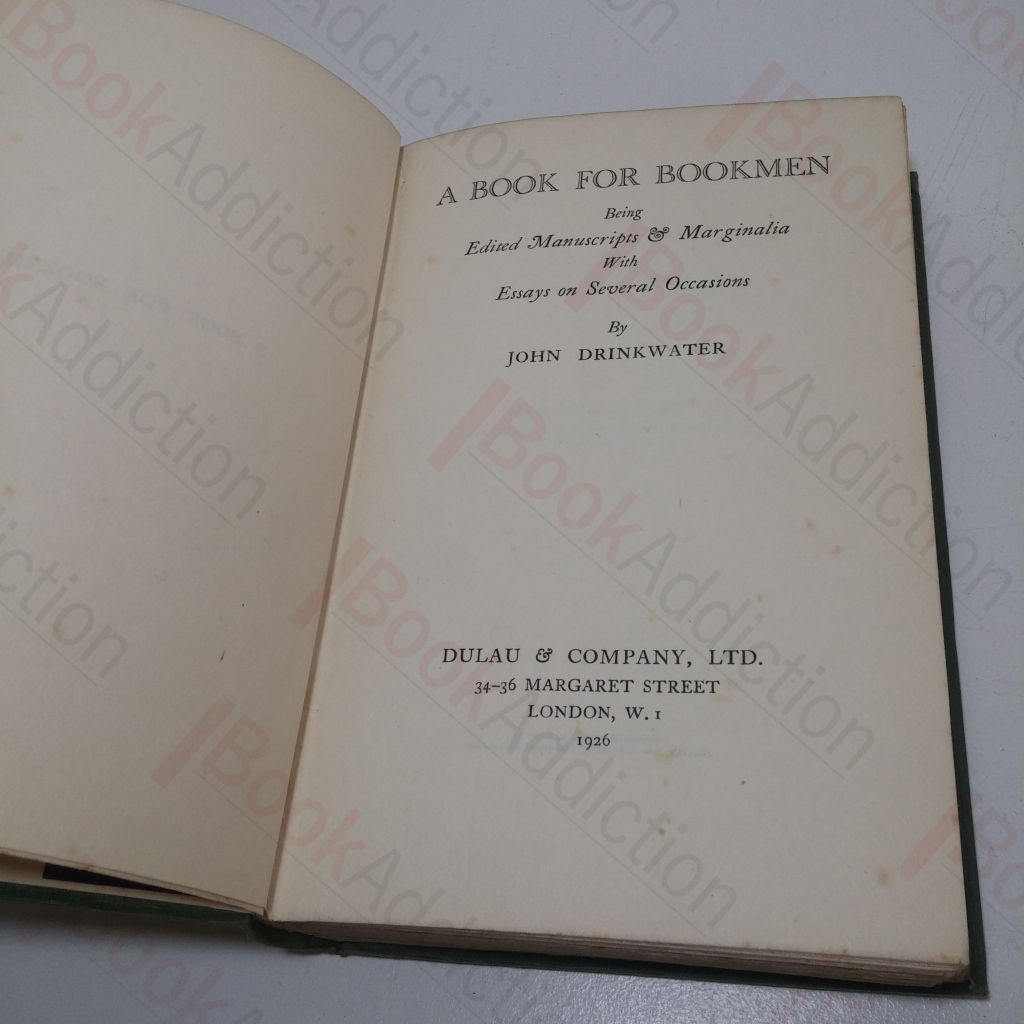 A BOOK FOR BOOKMEN
Being
Edited Manuscripts & Marginalia
With
Essays on Several Occasions
By
JOHN DRINKWATER
DULAU & COMPANY, LTD.
34–36 MARGARET STREET
LONDON, W. 1
1926
BookAddiction